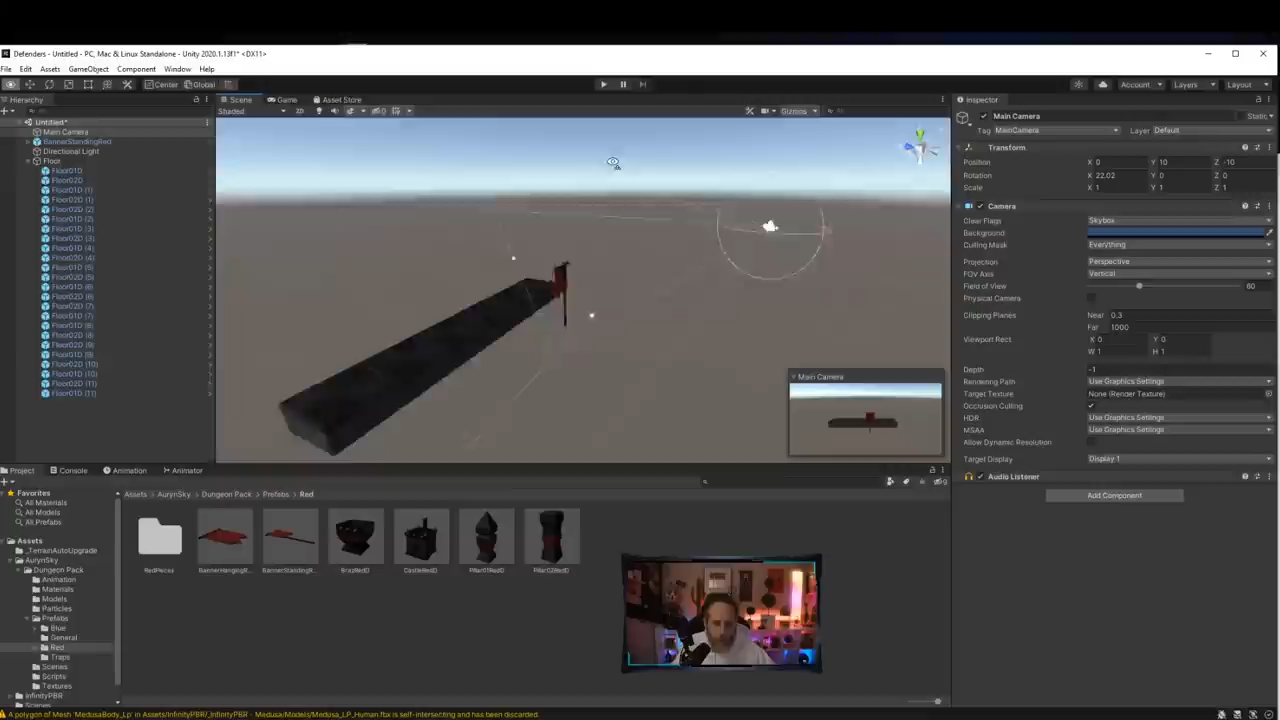 Defenders - Untitled - PC, Mac & Linux Standalone - Unity 2020.1.13f1* <DX11>
File Edit Assets GameObject Component Window Help
Center Global Account Layers Layout
Hierarchy
Scene Game Asset Store
Inspector
Shaded 2D Gizmos
Untitled*
Main Camera
BannerStandingRed
Directional Light
Floor
Floor01D
Floor02D
Floor01D (1)
Floor02D (1)
Floor02D (2)
Floor01D (2)
Floor01D (3)
Floor02D (3)
Floor01D (4)
Floor02D (4)
Floor01D (5)
Floor02D (5)
Floor01D (6)
Floor02D (6)
Floor02D (7)
Floor01D (7)
Floor01D (8)
Floor02D (8)
Floor02D (9)
Floor01D (9)
Floor02D (10)
Floor01D (10)
Floor02D (11)
Floor01D (11)
Main Camera
Main Camera Static
Tag MainCamera Layer Default
Transform
Position X 0 Y 10 Z -10
Rotation X 22.02 Y 0 Z 0
Scale X 1 Y 1 Z 1
Camera
Clear Flags Skybox
Background
Culling Mask Everything
Projection Perspective
FOV Axis Vertical
Field of View 60
Physical Camera
Clipping Planes Near 0.3
Far 1000
Viewport Rect X 0 Y 0
W 1 H 1
Depth -1
Rendering Path Use Graphics Settings
Target Texture None (Render Texture)
Occlusion Culling
HDR Use Graphics Settings
MSAA Use Graphics Settings
Allow Dynamic Resolution
Target Display Display 1
Audio Listener
Add Component
Project Console Animation Animator
Favorites
All Materials
All Models
All Prefabs
Assets
_TerrainAutoUpgrade
AurynSky
Dungeon Pack
Animation
Materials
Models
Particles
Prefabs
Blue
General
Red
Traps
Scenes
Scripts
Textures
InfinityPBR
Scenes
Assets > AurynSky > Dungeon Pack > Prefabs > Red
RedPieces BannerHangingR... BannerStandingR... BrazRedD CastleRedD Pillar01RedD Pillar02RedD
A polygon of Mesh 'MedusaBody_Lp' in Assets/InfinityPBR/_InfinityPBR - Medusa/Models/Medusa_LP_Human.fbx is self-intersecting and has been discarded.